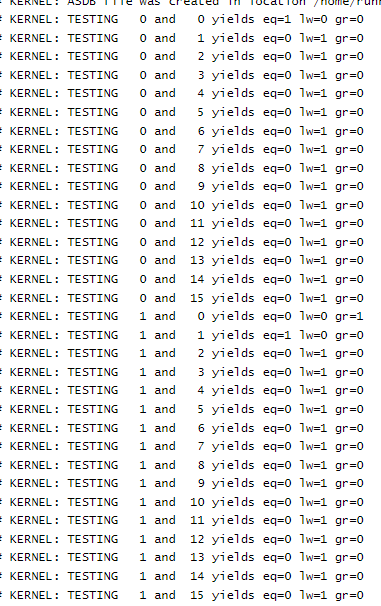 # KERNEL: ASDB file was created in location /home/runn
# KERNEL: TESTING 0 and 0 yields eq=1 lw=0 gr=0
# KERNEL: TESTING 0 and 1 yields eq=0 lw=1 gr=0
# KERNEL: TESTING 0 and 2 yields eq=0 lw=1 gr=0
# KERNEL: TESTING 0 and 3 yields eq=0 lw=1 gr=0
# KERNEL: TESTING 0 and 4 yields eq=0 lw=1 gr=0
# KERNEL: TESTING 0 and 5 yields eq=0 lw=1 gr=0
# KERNEL: TESTING 0 and 6 yields eq=0 lw=1 gr=0
# KERNEL: TESTING 0 and 7 yields eq=0 lw=1 gr=0
# KERNEL: TESTING 0 and 8 yields eq=0 lw=1 gr=0
# KERNEL: TESTING 0 and 9 yields eq=0 lw=1 gr=0
# KERNEL: TESTING 0 and 10 yields eq=0 lw=1 gr=0
# KERNEL: TESTING 0 and 11 yields eq=0 lw=1 gr=0
# KERNEL: TESTING 0 and 12 yields eq=0 lw=1 gr=0
# KERNEL: TESTING 0 and 13 yields eq=0 lw=1 gr=0
# KERNEL: TESTING 0 and 14 yields eq=0 lw=1 gr=0
# KERNEL: TESTING 0 and 15 yields eq=0 lw=1 gr=0
# KERNEL: TESTING 1 and 0 yields eq=0 lw=0 gr=1
# KERNEL: TESTING 1 and 1 yields eq=1 lw=0 gr=0
# KERNEL: TESTING 1 and 2 yields eq=0 lw=1 gr=0
# KERNEL: TESTING 1 and 3 yields eq=0 lw=1 gr=0
# KERNEL: TESTING 1 and 4 yields eq=0 lw=1 gr=0
# KERNEL: TESTING 1 and 5 yields eq=0 lw=1 gr=0
# KERNEL: TESTING 1 and 6 yields eq=0 lw=1 gr=0
# KERNEL: TESTING 1 and 7 yields eq=0 lw=1 gr=0
# KERNEL: TESTING 1 and 8 yields eq=0 lw=1 gr=0
# KERNEL: TESTING 1 and 9 yields eq=0 lw=1 gr=0
# KERNEL: TESTING 1 and 10 yields eq=0 lw=1 gr=0
# KERNEL: TESTING 1 and 11 yields eq=0 lw=1 gr=0
# KERNEL: TESTING 1 and 12 yields eq=0 lw=1 gr=0
# KERNEL: TESTING 1 and 13 yields eq=0 lw=1 gr=0
# KERNEL: TESTING 1 and 14 yields eq=0 lw=1 gr=0
# KERNEL: TESTING 1 and 15 yields eq=0 lw=1 gr=0